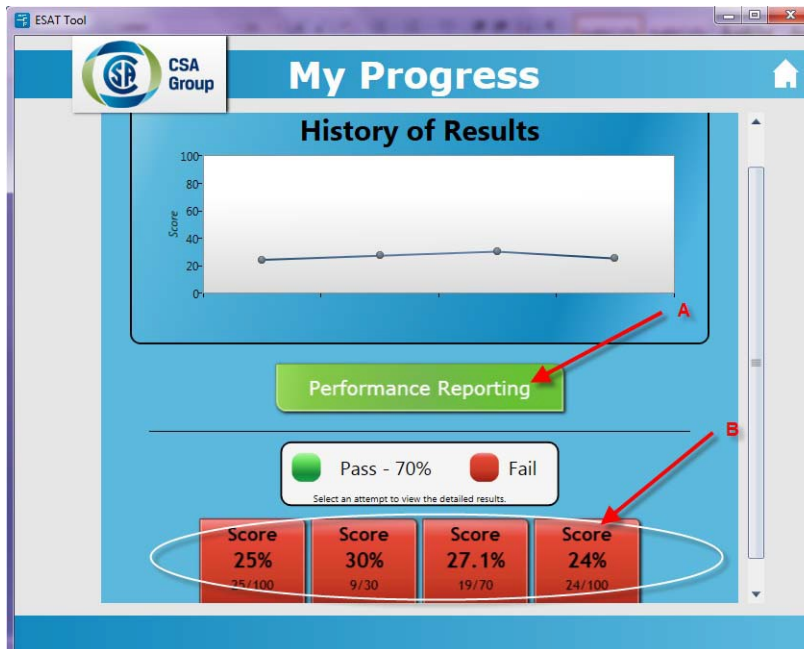 ESAT Tool
CSA
Group
My Progress
History of Results
100
80
60
40
20
0
Score
A
Performance Reporting
B
Pass - 70%
Fail
Select an attempt to view the detailed results.
Score
25%
25/100
Score
30%
9/30
Score
27.1%
19/70
Score
24%
24/100